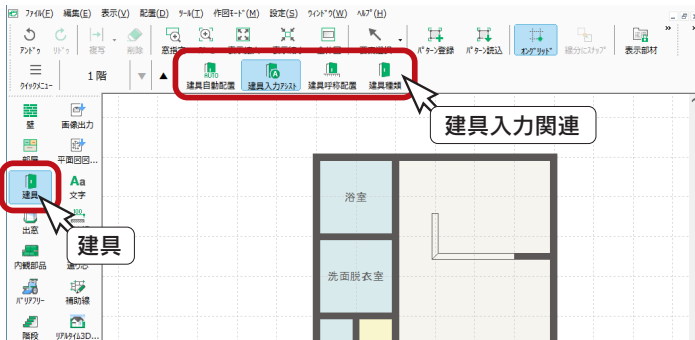 ファイル(F) 編集(E) 表示(V) 配置(D) ツール(T) 作図モード(M) 設定(S) ウィンドウ(W) ヘルプ(H)
アンドゥ リドゥ 複写 削除
パターン登録 パターン読込 オングリッド 線分にスナップ 表示部材
クイックメニュー 1階 ▼ ▲ AUTO 建具自動配置 建具入力アシスト 建具呼称配置 建具種類
建具入力関連
壁 画像出力
部屋 平面図図...
建具 Aa 文字
出窓
建具
内観部品
バリアフリー 補助線
階段 リアルタイム3D...
浴室
洗面脱衣室